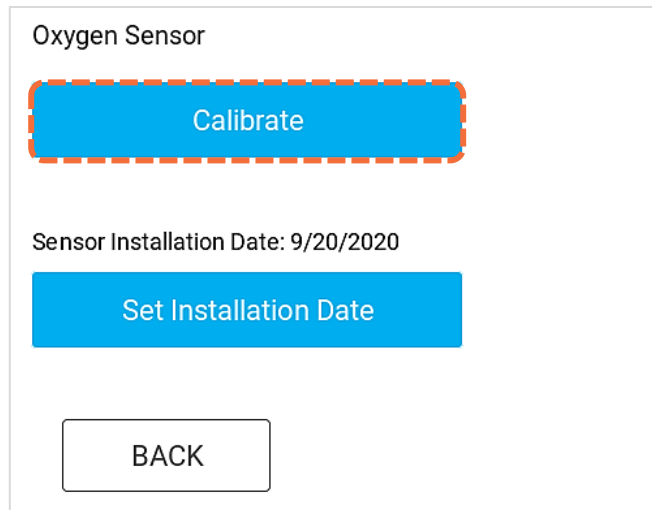 Oxygen Sensor
Calibrate
Sensor Installation Date: 9/20/2020
Set Installation Date
BACK